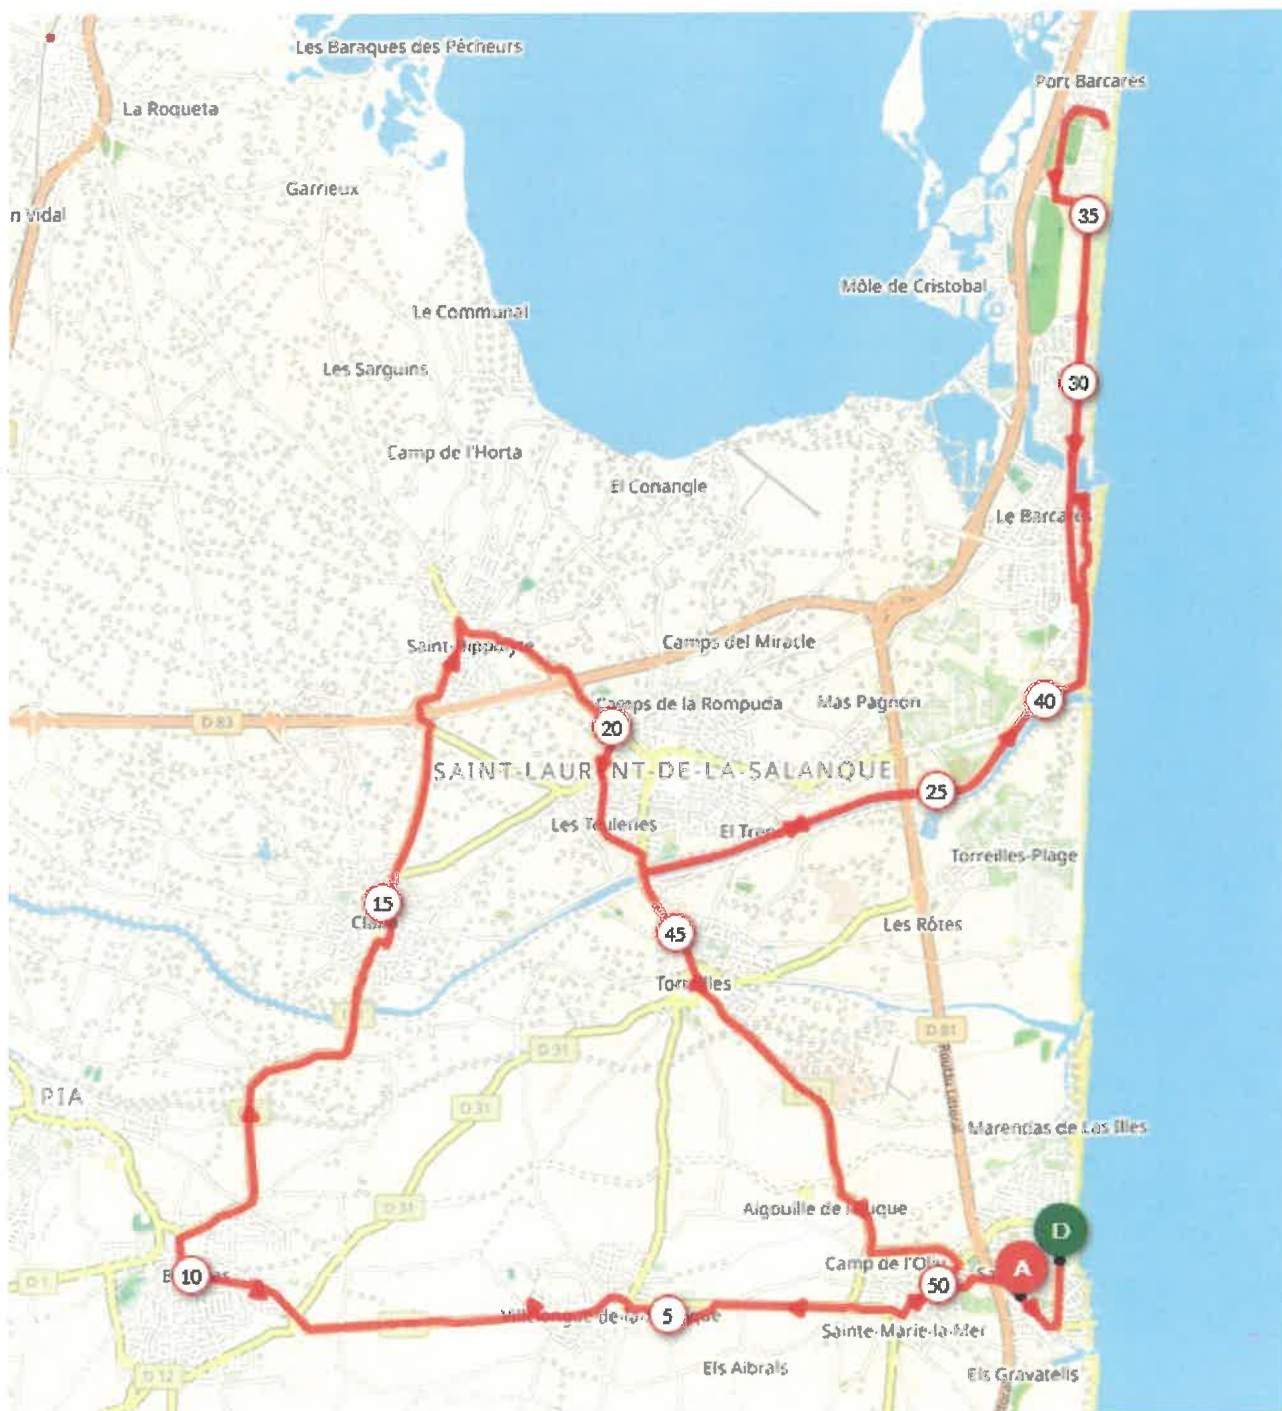 Les Baraques des Pêcheurs
Port Barcarès
La Roqueta
Garrieux
n Vidal
35
Môle de Cristobal
Le Communal
Les Sarguins
30
Camp de l'Horta
El Conangle
Le Barcarès
Camps del Miracle
Camps de la Rompuda
Mas Pagnon
40
D 83
20
SAINT-LAURENT-DE-LA-SALANQUE
25
Les Teuleries
Torreilles-Plage
15
Les Rôtes
45
Torreilles
D 81
D 31
Route Littoral
PIA
D 31
Marendas de Las Illes
D 31
D
Camp de l'Oliu
A
10
D 1
50
5
Sainte-Marie-la-Mer
Els Aibrals
D 12
Els Gravatells